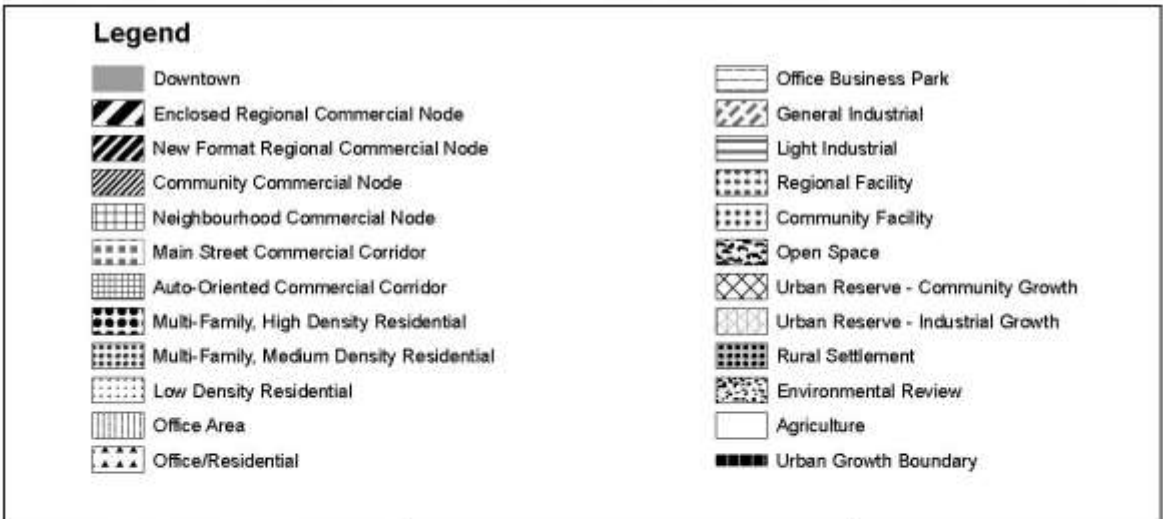 Legend
Downtown
Enclosed Regional Commercial Node
New Format Regional Commercial Node
Community Commercial Node
Neighbourhood Commercial Node
Main Street Commercial Corridor
Auto-Oriented Commercial Corridor
Multi-Family, High Density Residential
Multi-Family, Medium Density Residential
Low Density Residential
Office Area
Office/Residential
Office Business Park
General Industrial
Light Industrial
Regional Facility
Community Facility
Open Space
Urban Reserve - Community Growth
Urban Reserve - Industrial Growth
Rural Settlement
Environmental Review
Agriculture
Urban Growth Boundary